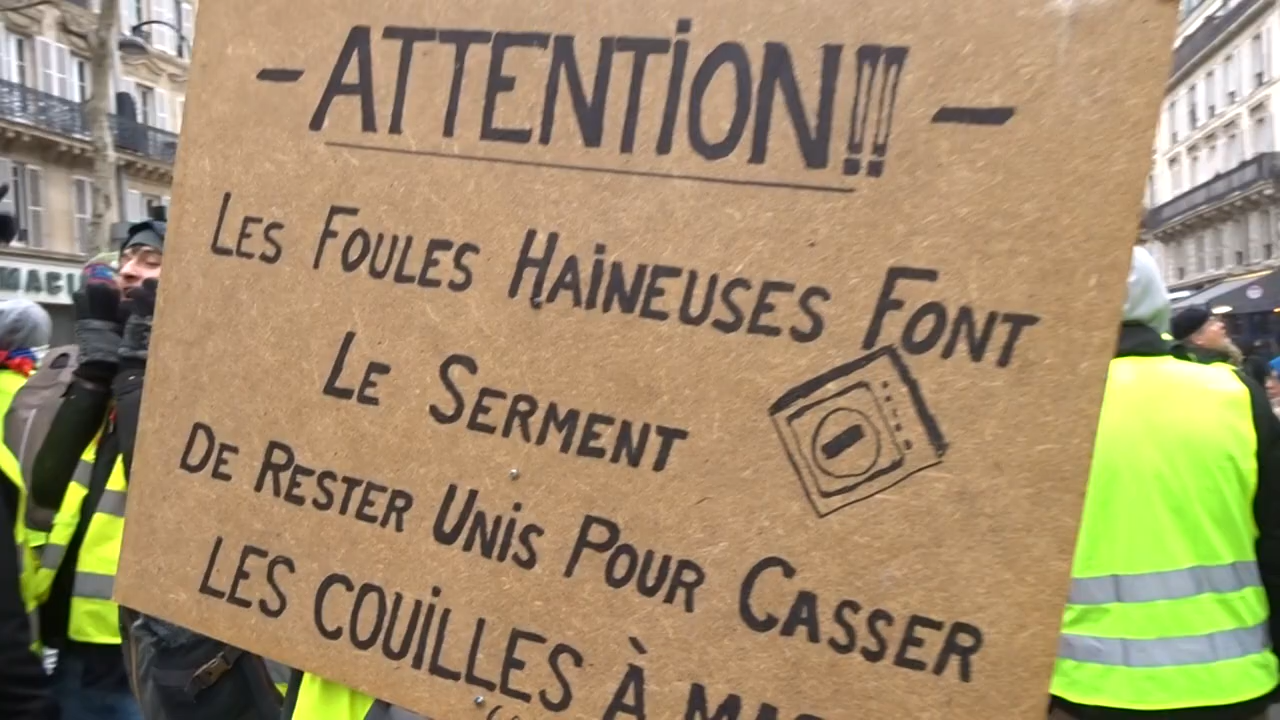 - ATTENTION!!! -
LES FOULES HAINEUSES FONT
LE SERMENT
DE RESTER UNIS POUR CASSER
LES COUILLES À